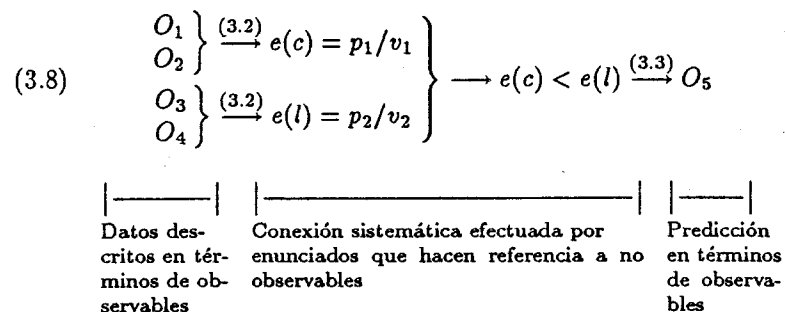 O₁
(3.2)
e(c) = p₁/v₁
O₂
(3.8)
⟶ e(c) < e(l) ⟶ O₅
(3.3)
O₃
(3.2)
e(l) = p₂/v₂
O₄
Datos des-
critos en tér-
minos de ob-
servables
Conexión sistemática efectuada por
enunciados que hacen referencia a no
observables
Predicción
en términos
de observa-
bles